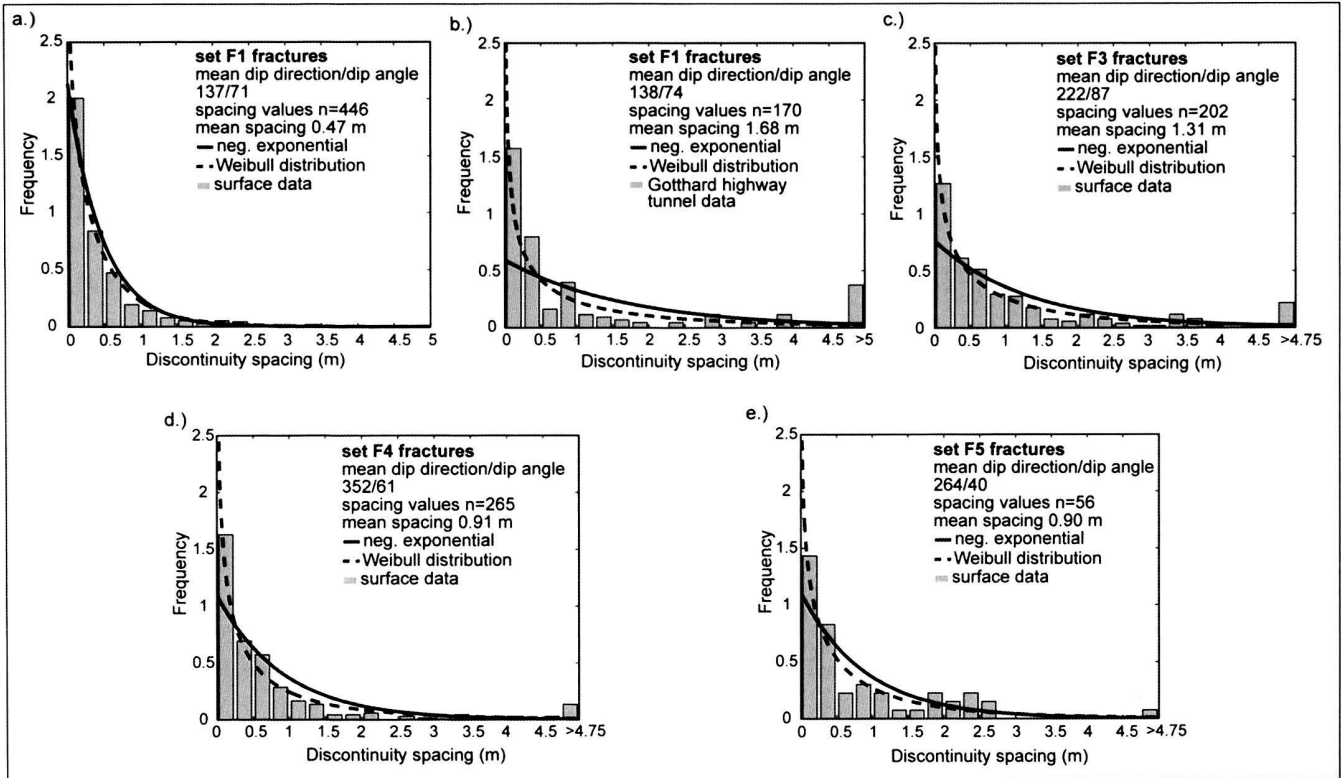 a.)
2.5
2
1.5
1
0.5
0
Frequency
set F1 fractures
mean dip direction/dip angle
137/71
spacing values n=446
mean spacing 0.47 m
neg. exponential
Weibull distribution
surface data
0 0.5 1 1.5 2 2.5 3 3.5 4 4.5 5
Discontinuity spacing (m)
b.)
2.5
2
1.5
1
0.5
0
Frequency
set F1 fractures
mean dip direction/dip angle
138/74
spacing values n=170
mean spacing 1.68 m
neg. exponential
Weibull distribution
Gotthard highway
tunnel data
0 0.5 1 1.5 2 2.5 3 3.5 4 4.5 >5
Discontinuity spacing (m)
c.)
2.5
2
1.5
1
0.5
0
Frequency
set F3 fractures
mean dip direction/dip angle
222/87
spacing values n=202
mean spacing 1.31 m
neg. exponential
Weibull distribution
surface data
0 0.5 1 1.5 2 2.5 3 3.5 4 4.5 >4.75
Discontinuity spacing (m)
d.)
2.5
2
1.5
1
0.5
0
Frequency
set F4 fractures
mean dip direction/dip angle
352/61
spacing values n=265
mean spacing 0.91 m
neg. exponential
Weibull distribution
surface data
0 0.5 1 1.5 2 2.5 3 3.5 4 4.5 >4.75
Discontinuity spacing (m)
e.)
2.5
2
1.5
1
0.5
0
Frequency
set F5 fractures
mean dip direction/dip angle
264/40
spacing values n=56
mean spacing 0.90 m
neg. exponential
Weibull distribution
surface data
0 0.5 1 1.5 2 2.5 3 3.5 4 4.5 >4.75
Discontinuity spacing (m)